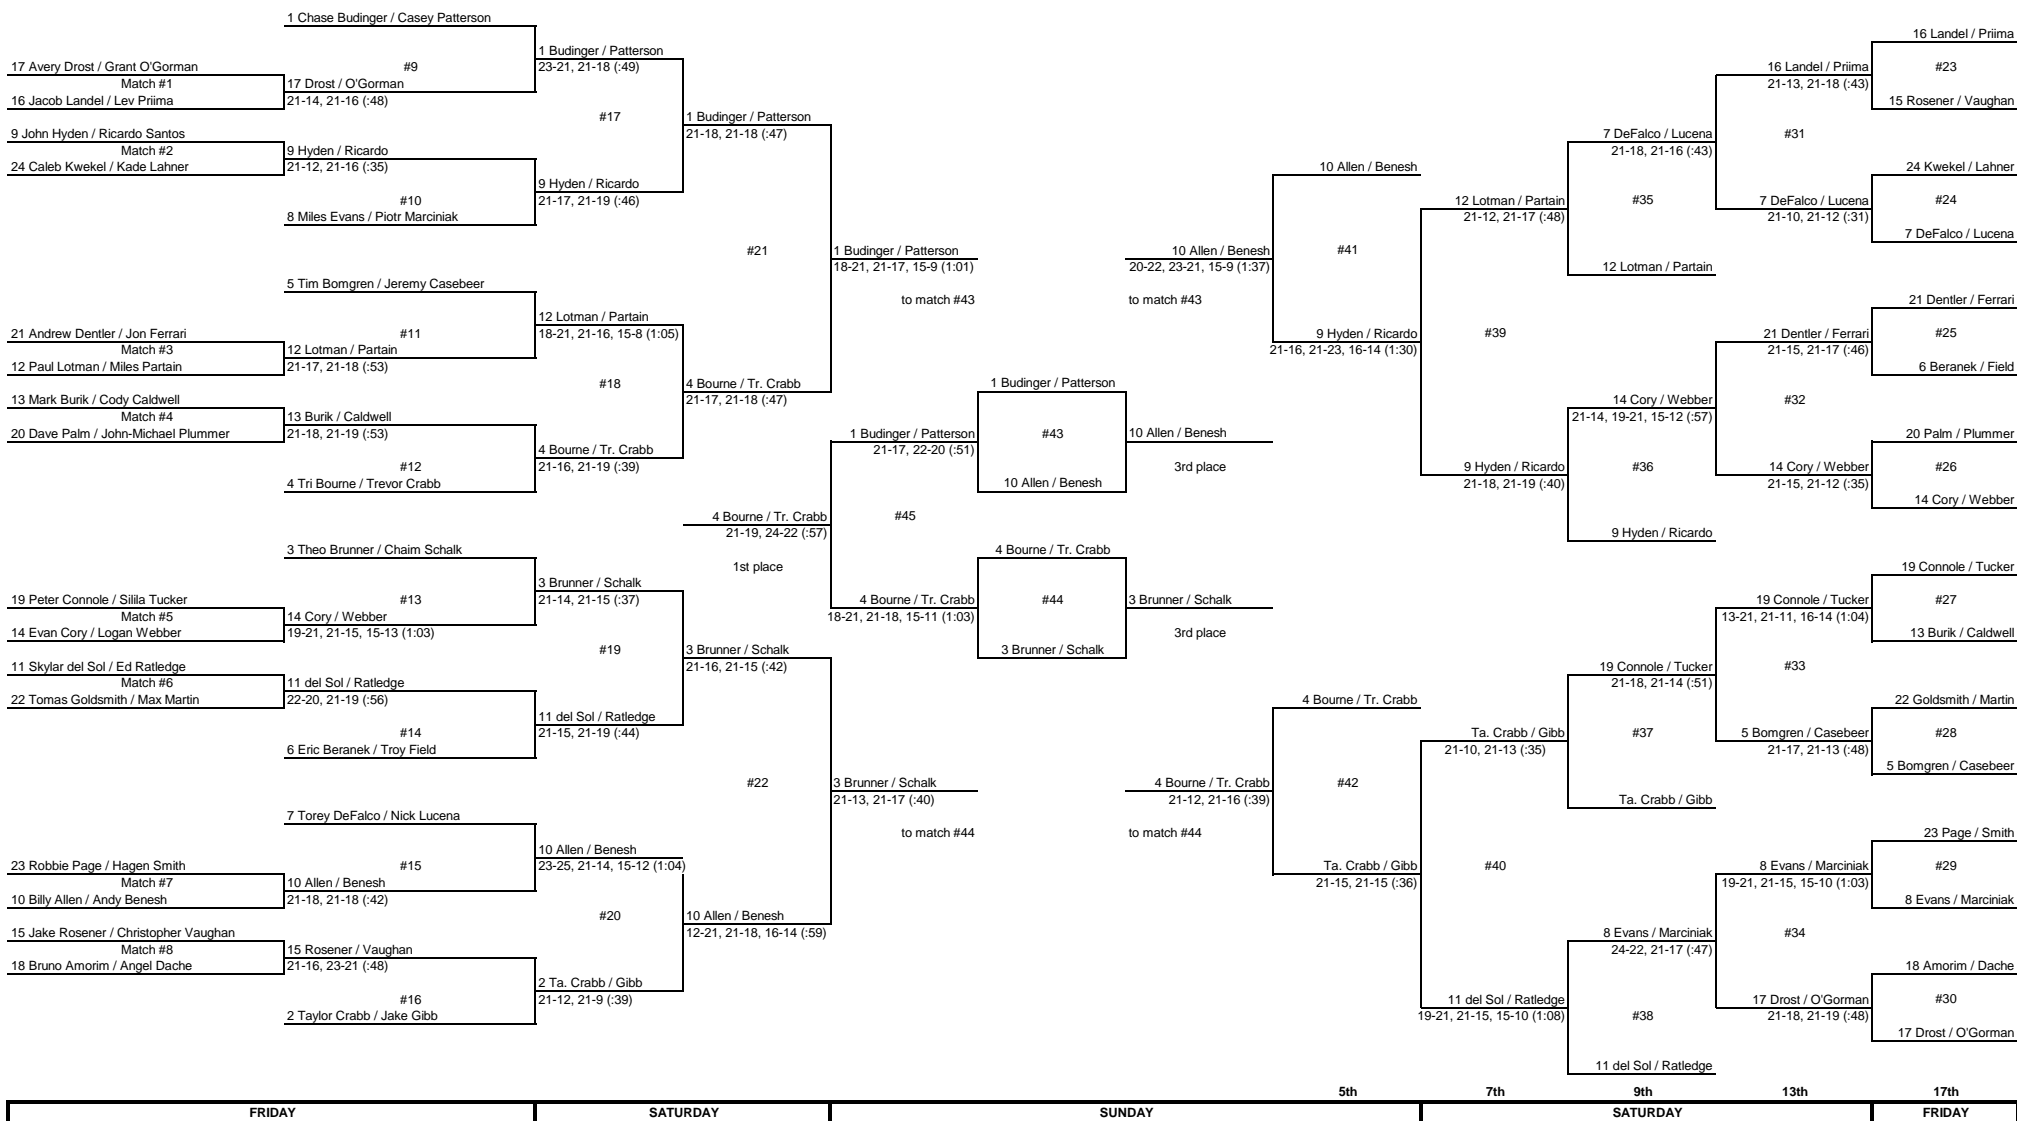 1 Chase Budinger / Casey Patterson
17 Avery Drost / Grant O'Gorman
Match #1
16 Jacob Landel / Lev Priima
#9
17 Drost / O'Gorman
21-14, 21-16 (:48)
9 John Hyden / Ricardo Santos
Match #2
24 Caleb Kwekel / Kade Lahner
9 Hyden / Ricardo
21-12, 21-16 (:35)
#10
8 Miles Evans / Piotr Marciniak
5 Tim Bomgren / Jeremy Casebeer
21 Andrew Dentler / Jon Ferrari
Match #3
12 Paul Lotman / Miles Partain
#11
12 Lotman / Partain
21-17, 21-18 (:53)
13 Mark Burik / Cody Caldwell
Match #4
20 Dave Palm / John-Michael Plummer
13 Burik / Caldwell
21-18, 21-19 (:53)
#12
4 Tri Bourne / Trevor Crabb
3 Theo Brunner / Chaim Schalk
19 Peter Connole / Silila Tucker
Match #5
14 Evan Cory / Logan Webber
#13
14 Cory / Webber
19-21, 21-15, 15-13 (1:03)
11 Skylar del Sol / Ed Ratledge
Match #6
22 Tomas Goldsmith / Max Martin
11 del Sol / Ratledge
22-20, 21-19 (:56)
#14
6 Eric Beranek / Troy Field
7 Torey DeFalco / Nick Lucena
23 Robbie Page / Hagen Smith
Match #7
10 Billy Allen / Andy Benesh
#15
10 Allen / Benesh
21-18, 21-18 (:42)
15 Jake Rosener / Christopher Vaughan
Match #8
18 Bruno Amorim / Angel Dache
15 Rosener / Vaughan
21-16, 23-21 (:48)
#16
2 Taylor Crabb / Jake Gibb
1 Budinger / Patterson
23-21, 21-18 (:49)
#17
9 Hyden / Ricardo
21-17, 21-19 (:46)
12 Lotman / Partain
18-21, 21-16, 15-8 (1:05)
#18
4 Bourne / Tr. Crabb
21-16, 21-19 (:39)
3 Brunner / Schalk
21-14, 21-15 (:37)
#19
11 del Sol / Ratledge
21-15, 21-19 (:44)
10 Allen / Benesh
23-25, 21-14, 15-12 (1:04)
#20
2 Ta. Crabb / Gibb
21-12, 21-9 (:39)
1 Budinger / Patterson
21-18, 21-18 (:47)
#21
4 Bourne / Tr. Crabb
21-17, 21-18 (:47)
3 Brunner / Schalk
21-16, 21-15 (:42)
#22
10 Allen / Benesh
12-21, 21-18, 16-14 (:59)
1 Budinger / Patterson
18-21, 21-17, 15-9 (1:01)
to match #43
3 Brunner / Schalk
21-13, 21-17 (:40)
to match #44
4 Bourne / Tr. Crabb
21-19, 24-22 (:57)
1st place
1 Budinger / Patterson
21-17, 22-20 (:51)
#45
4 Bourne / Tr. Crabb
18-21, 21-18, 15-11 (1:03)
1 Budinger / Patterson
#43
10 Allen / Benesh
4 Bourne / Tr. Crabb
#44
3 Brunner / Schalk
10 Allen / Benesh
3rd place
3 Brunner / Schalk
3rd place
10 Allen / Benesh
20-22, 23-21, 15-9 (1:37)
to match #43
4 Bourne / Tr. Crabb
21-12, 21-16 (:39)
to match #44
10 Allen / Benesh
#41
9 Hyden / Ricardo
21-16, 21-23, 16-14 (1:30)
4 Bourne / Tr. Crabb
#42
Ta. Crabb / Gibb
21-15, 21-15 (:36)
12 Lotman / Partain
21-12, 21-17 (:48)
#39
9 Hyden / Ricardo
21-18, 21-19 (:40)
Ta. Crabb / Gibb
21-10, 21-13 (:35)
#40
11 del Sol / Ratledge
19-21, 21-15, 15-10 (1:08)
7 DeFalco / Lucena
21-18, 21-16 (:43)
#35
12 Lotman / Partain
14 Cory / Webber
21-14, 19-21, 15-12 (:57)
#36
9 Hyden / Ricardo
19 Connole / Tucker
21-18, 21-14 (:51)
#37
Ta. Crabb / Gibb
8 Evans / Marciniak
24-22, 21-17 (:47)
#38
11 del Sol / Ratledge
16 Landel / Priima
21-13, 21-18 (:43)
#31
7 DeFalco / Lucena
21-10, 21-12 (:31)
21 Dentler / Ferrari
21-15, 21-17 (:46)
#32
14 Cory / Webber
21-15, 21-12 (:35)
19 Connole / Tucker
13-21, 21-11, 16-14 (1:04)
#33
5 Bomgren / Casebeer
21-17, 21-13 (:48)
8 Evans / Marciniak
19-21, 21-15, 15-10 (1:03)
#34
17 Drost / O'Gorman
21-18, 21-19 (:48)
16 Landel / Priima
#23
15 Rosener / Vaughan
24 Kwekel / Lahner
#24
7 DeFalco / Lucena
21 Dentler / Ferrari
#25
6 Beranek / Field
20 Palm / Plummer
#26
14 Cory / Webber
19 Connole / Tucker
#27
13 Burik / Caldwell
22 Goldsmith / Martin
#28
5 Bomgren / Casebeer
23 Page / Smith
#29
8 Evans / Marciniak
18 Amorim / Dache
#30
17 Drost / O'Gorman
5th 7th 9th 13th 17th
FRIDAY SATURDAY SUNDAY SATURDAY FRIDAY